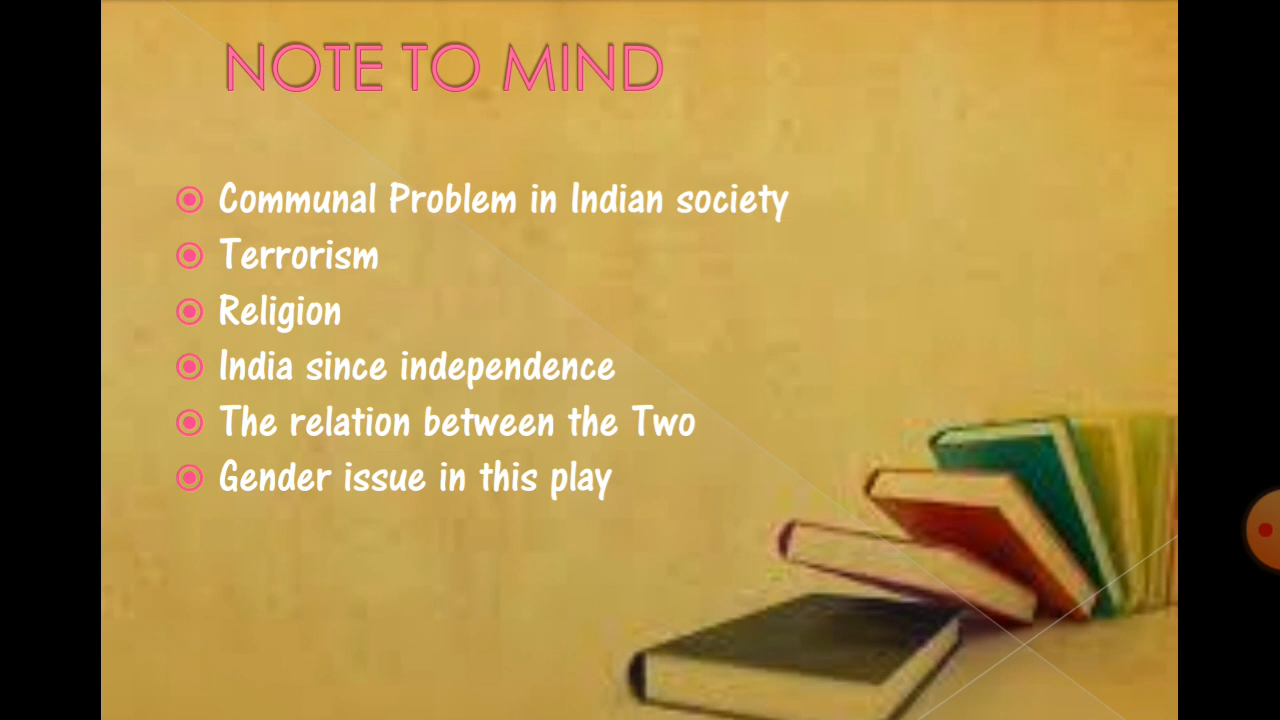 NOTE TO MIND
Communal Problem in Indian society
Terrorism
Religion
India since independence
The relation between the Two
Gender issue in this play